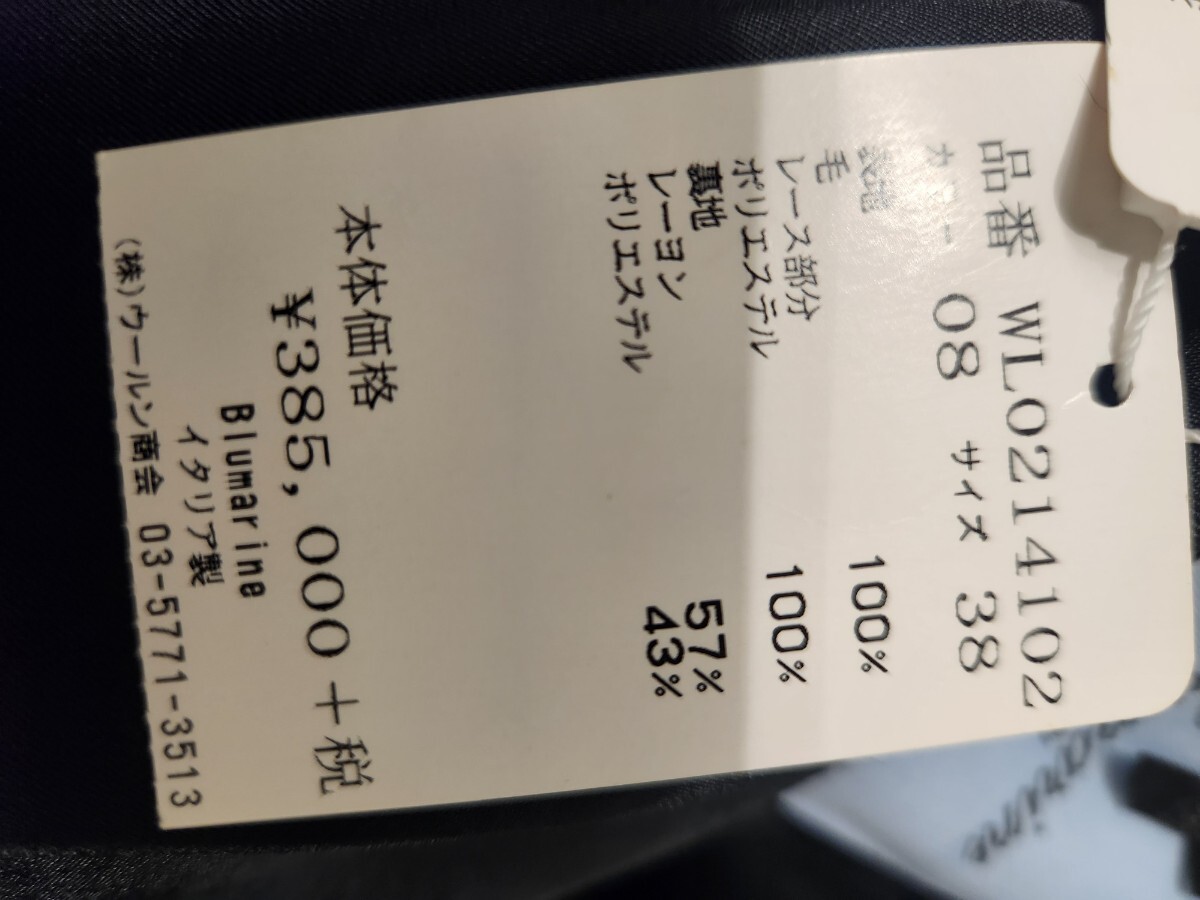 品番 WL0214102
カラー 08 サイズ 38
表地
毛 100%
レース部分
ポリエステル 100%
裏地
レーヨン 57%
ポリエステル 43%
本体価格
¥385,000+税
Blumarine
イタリア製
(株)ウールン商会 03-5771-3513